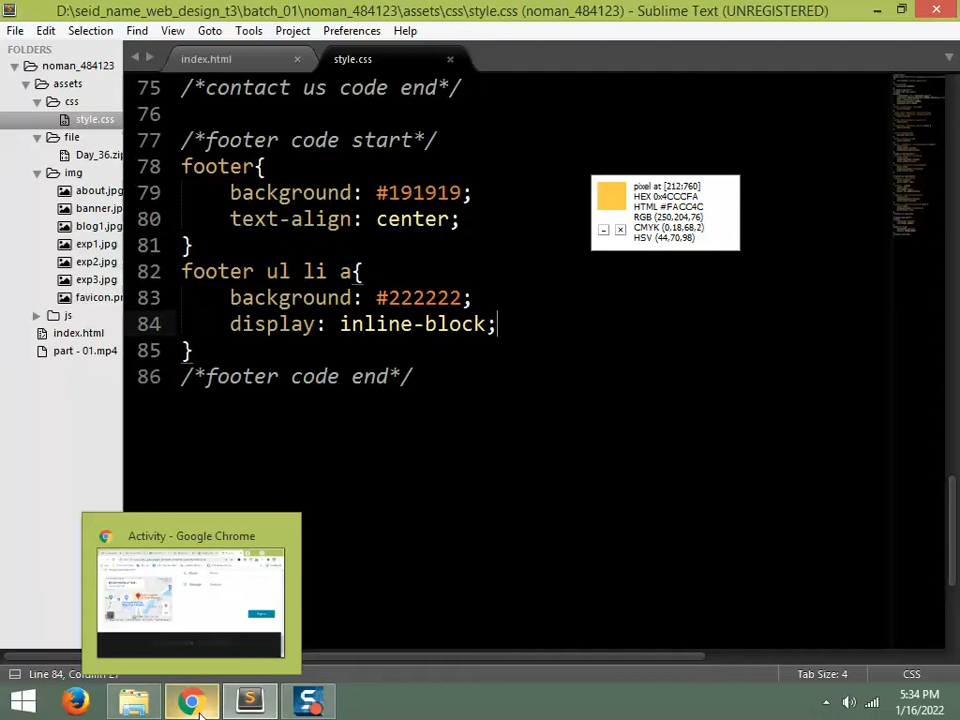 D:\seid_name_web_design_t3\batch_01\noman_484123\assets\css\style.css (noman_484123) - Sublime Text (UNREGISTERED)
File Edit Selection Find View Goto Tools Project Preferences Help
FOLDERS
noman_484123
assets
css
style.css
file
Day_36.zip
img
about.jpg
banner.jp
blog1.jpg
exp1.jpg
exp2.jpg
exp3.jpg
favicon.pr
js
index.html
part - 01.mp4
index.html
style.css
75 /*contact us code end*/
76
77 /*footer code start*/
78 footer{
79 background: #191919;
80 text-align: center;
81 }
82 footer ul li a{
83 background: #222222;
84 display: inline-block;
85 }
86 /*footer code end*/
pixel at [212:760]
HEX 0x4CCCFA
HTML #FACC4C
RGB (250,204,76)
CMYK (0,18,68,2)
HSV (44,70,98)
Activity - Google Chrome
Tab Size: 4
CSS
5:34 PM
1/16/2022